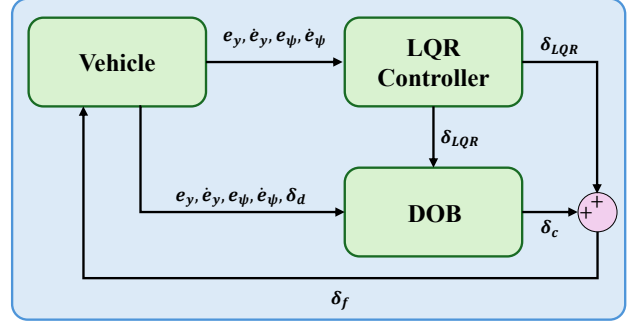 Vehicle
e_y, ė_y, e_ψ, ė_ψ
LQR
Controller
δ_LQR
δ_LQR
e_y, ė_y, e_ψ, ė_ψ, δ_d
DOB
+
+
δ_c
δ_f